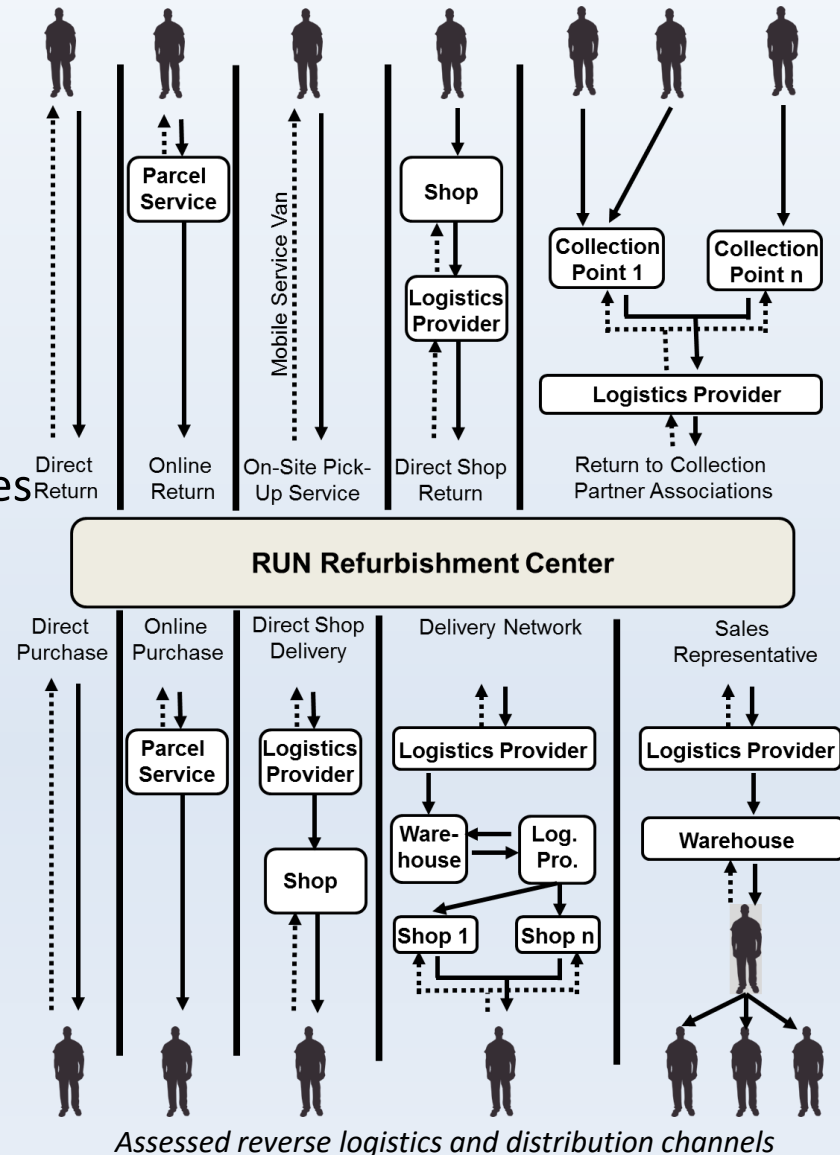 Parcel
Service
Mobile Service Van
Shop
Logistics
Provider
Collection
Point 1
Collection
Point n
Logistics Provider
es
Direct
Return
Online
Return
On-Site Pick-
Up Service
Direct Shop
Return
Return to Collection
Partner Associations
RUN Refurbishment Center
Direct
Purchase
Online
Purchase
Direct Shop
Delivery
Delivery Network
Sales
Representative
Parcel
Service
Logistics
Provider
Shop
Logistics Provider
Ware-
house
Log.
Pro.
Shop 1
Shop n
Logistics Provider
Warehouse
Assessed reverse logistics and distribution channels